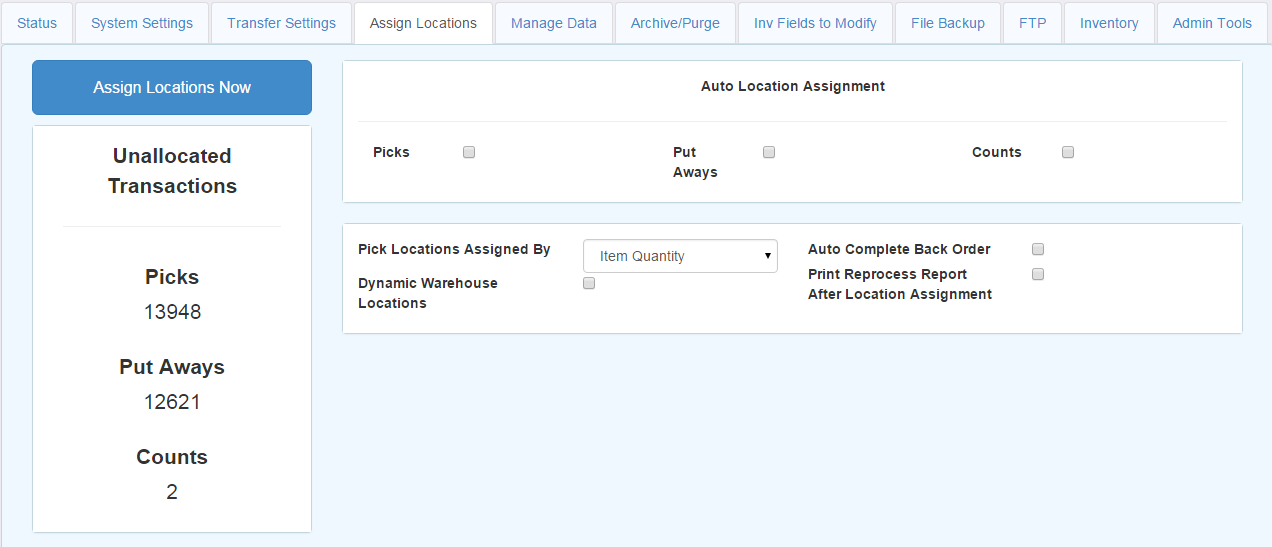 Status System Settings Transfer Settings Assign Locations Manage Data Archive/Purge Inv Fields to Modify File Backup FTP Inventory Admin Tools
Assign Locations Now
Unallocated
Transactions
Picks
13948
Put Aways
12621
Counts
2
Auto Location Assignment
Picks
Put
Aways
Counts
Pick Locations Assigned By
Item Quantity
Dynamic Warehouse
Locations
Auto Complete Back Order
Print Reprocess Report
After Location Assignment